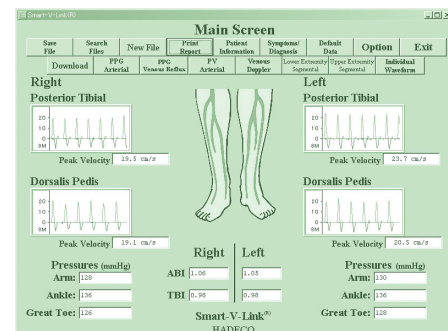 Smart-V-Link(R)
Main Screen
Save File
Search Files
New File
Print Report
Patient Information
Symptoms/ Diagnosis
Default Data
Option
Exit
Download
PPG Arterial
PPG Venous Reflux
PV Arterial
Venous Doppler
Lower Extremity Segmental
Upper Extremity Segmental
Individual Waveform
Right
Left
Posterior Tibial
Posterior Tibial
20
10
0
Peak Velocity 19.5 cm/s
20
10
0
Peak Velocity 23.7 cm/s
Dorsalis Pedis
Dorsalis Pedis
20
10
0
Peak Velocity 19.1 cm/s
20
10
0
Peak Velocity 20.5 cm/s
Pressures (mmHg)
Arm: 128
Ankle: 136
Great Toe: 126
Right Left
ABI 1.06 1.05
TBI 0.98 0.98
Pressures (mmHg)
Arm: 130
Ankle: 136
Great Toe: 128
Smart-V-Link(R)
HADECO